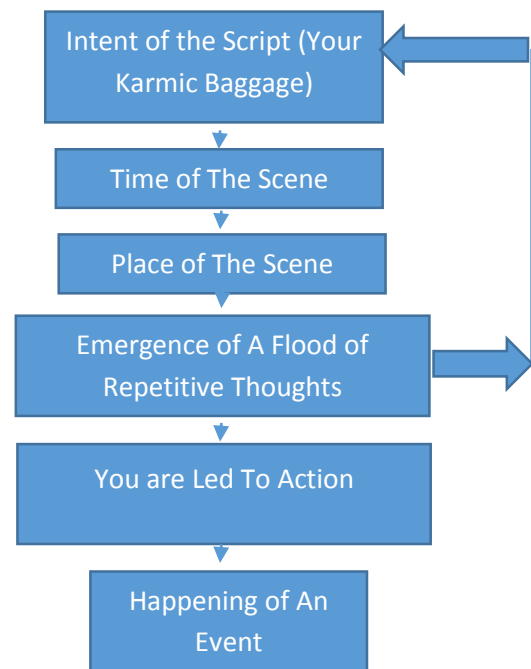 Intent of the Script (Your
Karmic Baggage)
Time of The Scene
Place of The Scene
Emergence of A Flood of
Repetitive Thoughts
You are Led To Action
Happening of An
Event